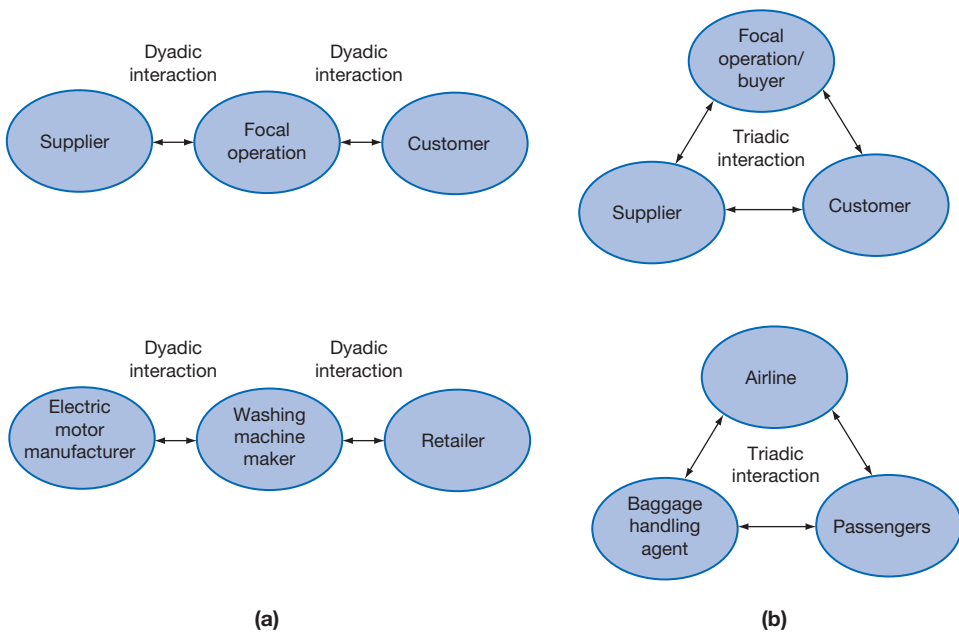 Dyadic
interaction
Dyadic
interaction
Supplier
Focal
operation
Customer
Focal
operation/
buyer
Triadic
interaction
Supplier
Customer
Dyadic
interaction
Dyadic
interaction
Electric
motor
manufacturer
Washing
machine
maker
Retailer
Airline
Triadic
interaction
Baggage
handling
agent
Passengers
(a)
(b)